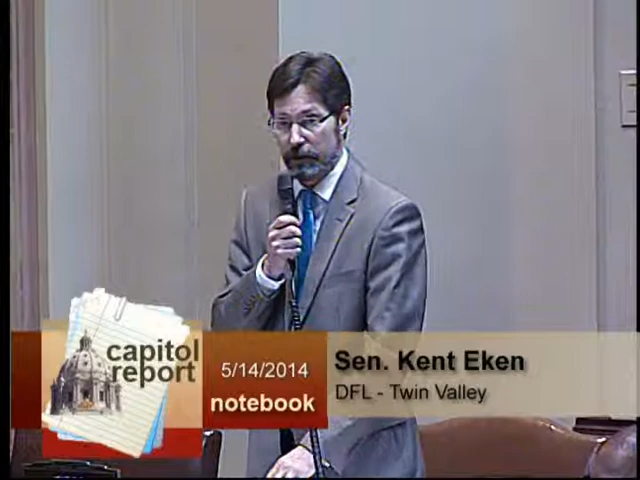 capitol
report
5/14/2014
notebook
Sen. Kent Eken
DFL - Twin Valley